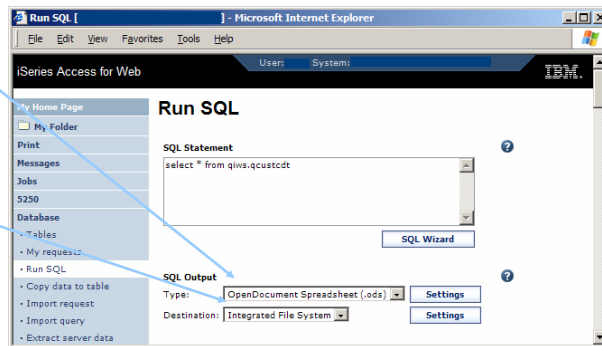 Run SQL [ ] - Microsoft Internet Explorer
File Edit View Favorites Tools Help
User: System:
iSeries Access for Web
IBM.
My Home Page
My Folder
Print
Messages
Jobs
5250
Database
• Tables
• My requests
• Run SQL
• Copy data to table
• Import request
• Import query
• Extract server data
Run SQL
SQL Statement
select * from qiws.qcustcdt
SQL Wizard
SQL Output
Type: OpenDocument Spreadsheet (.ods) Settings
Destination: Integrated File System Settings